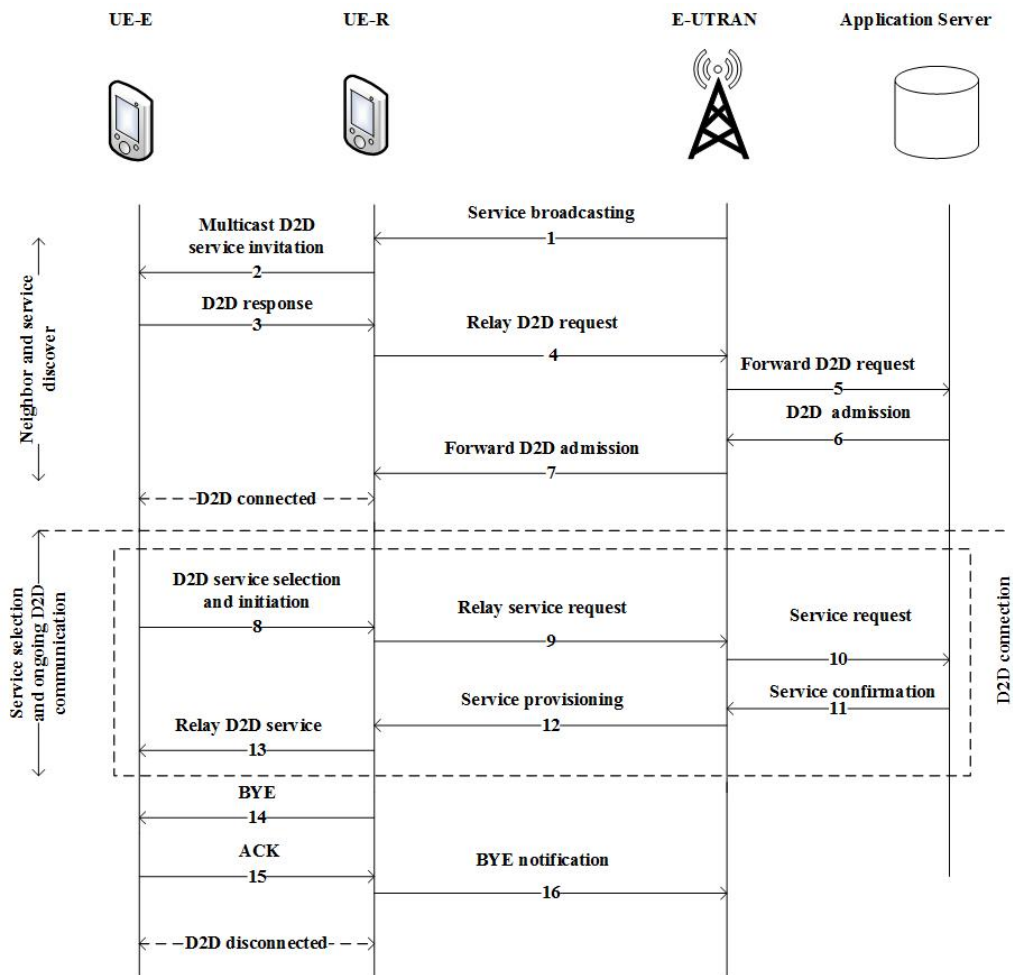 UE-E
UE-R
E-UTRAN
Application Server
Service broadcasting
1
Multicast D2D
service invitation
2
D2D response
3
Relay D2D request
4
Forward D2D request
5
D2D admission
6
Forward D2D admission
7
D2D connected
Neighbor and service
discover
D2D service selection
and initiation
8
Relay service request
9
Service request
10
Service confirmation
11
Service provisioning
12
Relay D2D service
13
Service selection
and ongoing D2D
communication
D2D connection
BYE
14
ACK
15
BYE notification
16
D2D disconnected